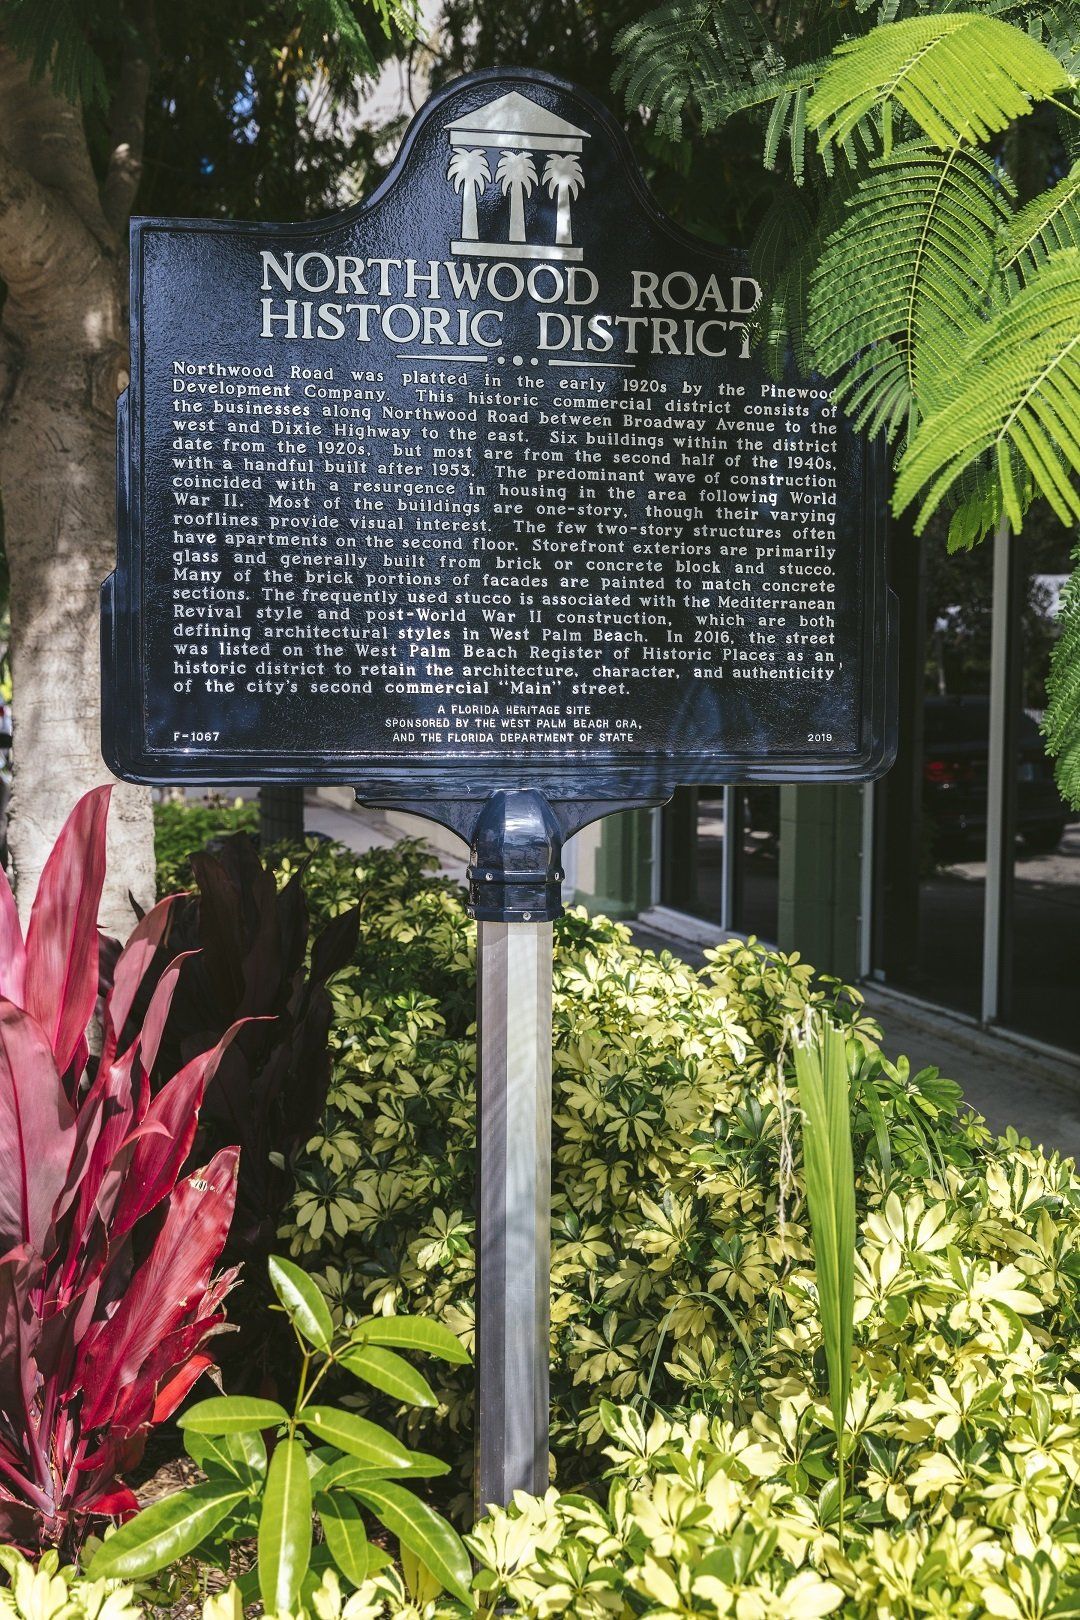 NORTHWOOD ROAD
HISTORIC DISTRICT
Northwood Road was platted in the early 1920s by the Pinewood
Development Company. This historic commercial district consists of
the businesses along Northwood Road between Broadway Avenue to the
west and Dixie Highway to the east. Six buildings within the district
date from the 1920s, but most are from the second half of the 1940s,
with a handful built after 1953. The predominant wave of construction
coincided with a resurgence in housing in the area following World
War II. Most of the buildings are one-story, though their varying
rooflines provide visual interest. The few two-story structures often
have apartments on the second floor. Storefront exteriors are primarily
glass and generally built from brick or concrete block and stucco.
Many of the brick portions of facades are painted to match concrete
sections. The frequently used stucco is associated with the Mediterranean
Revival style and post-World War II construction, which are both
defining architectural styles in West Palm Beach. In 2016, the street
was listed on the West Palm Beach Register of Historic Places as an
historic district to retain the architecture, character, and authenticity
of the city's second commercial "Main" street.
A FLORIDA HERITAGE SITE
SPONSORED BY THE WEST PALM BEACH CRA,
F-1067 AND THE FLORIDA DEPARTMENT OF STATE 2019